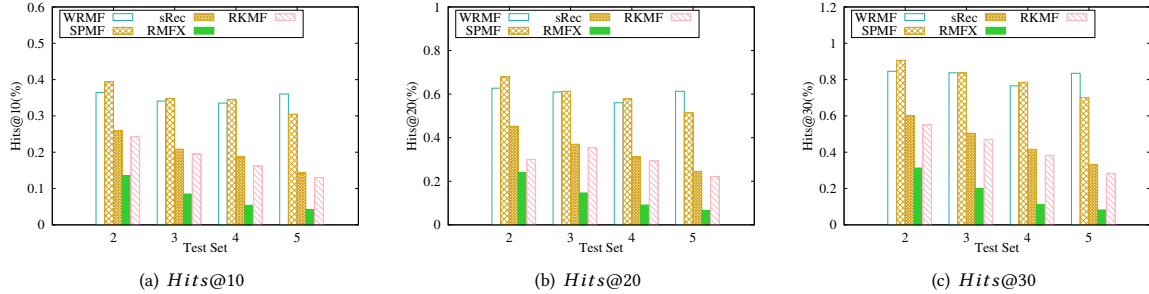 0.6
0.5
0.4
0.3
0.2
0.1
0
Hits@10(%)
WRMF sRec RKMF
SPMF RMFX
2 3 4 5
Test Set
(a) Hits@10
1
0.8
0.6
0.4
0.2
0
Hits@20(%)
WRMF sRec RKMF
SPMF RMFX
2 3 4 5
Test Set
(b) Hits@20
1.2
1
0.8
0.6
0.4
0.2
0
Hits@30(%)
WRMF sRec RKMF
SPMF RMFX
2 3 4 5
Test Set
(c) Hits@30